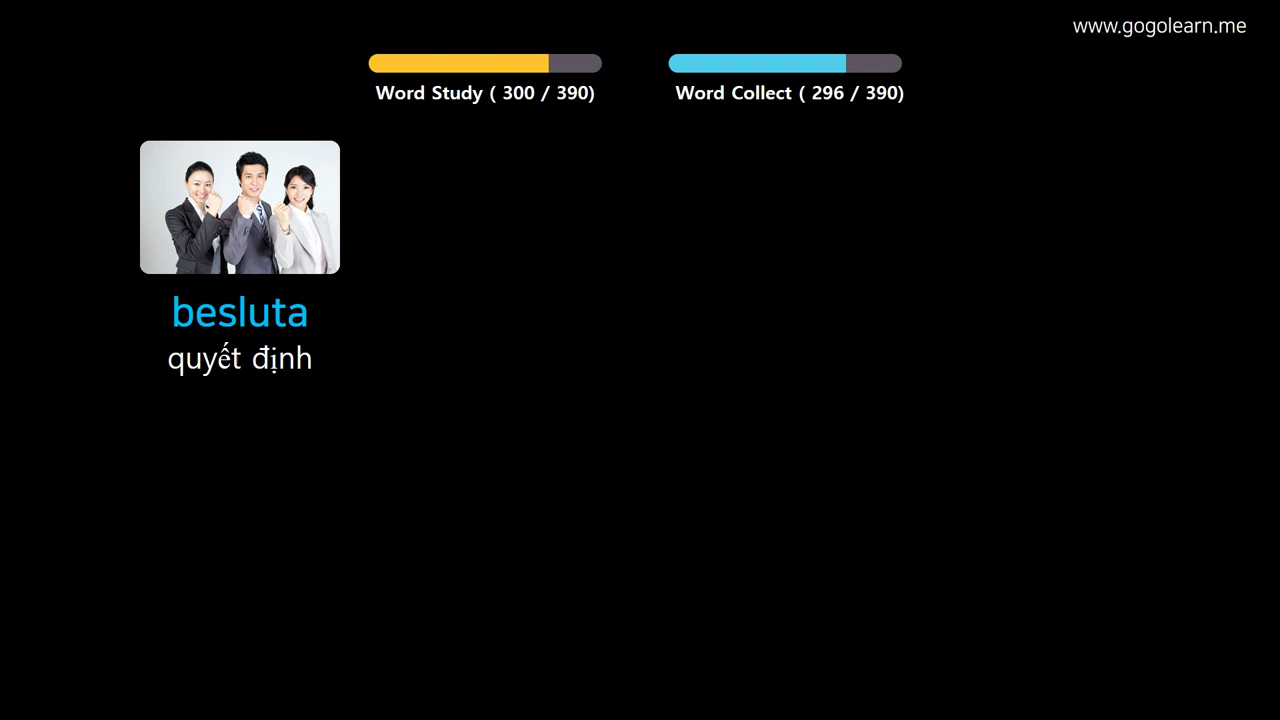 www.gogolearn.me
Word Study ( 300 / 390)
Word Collect ( 296 / 390)
besluta
quyết định